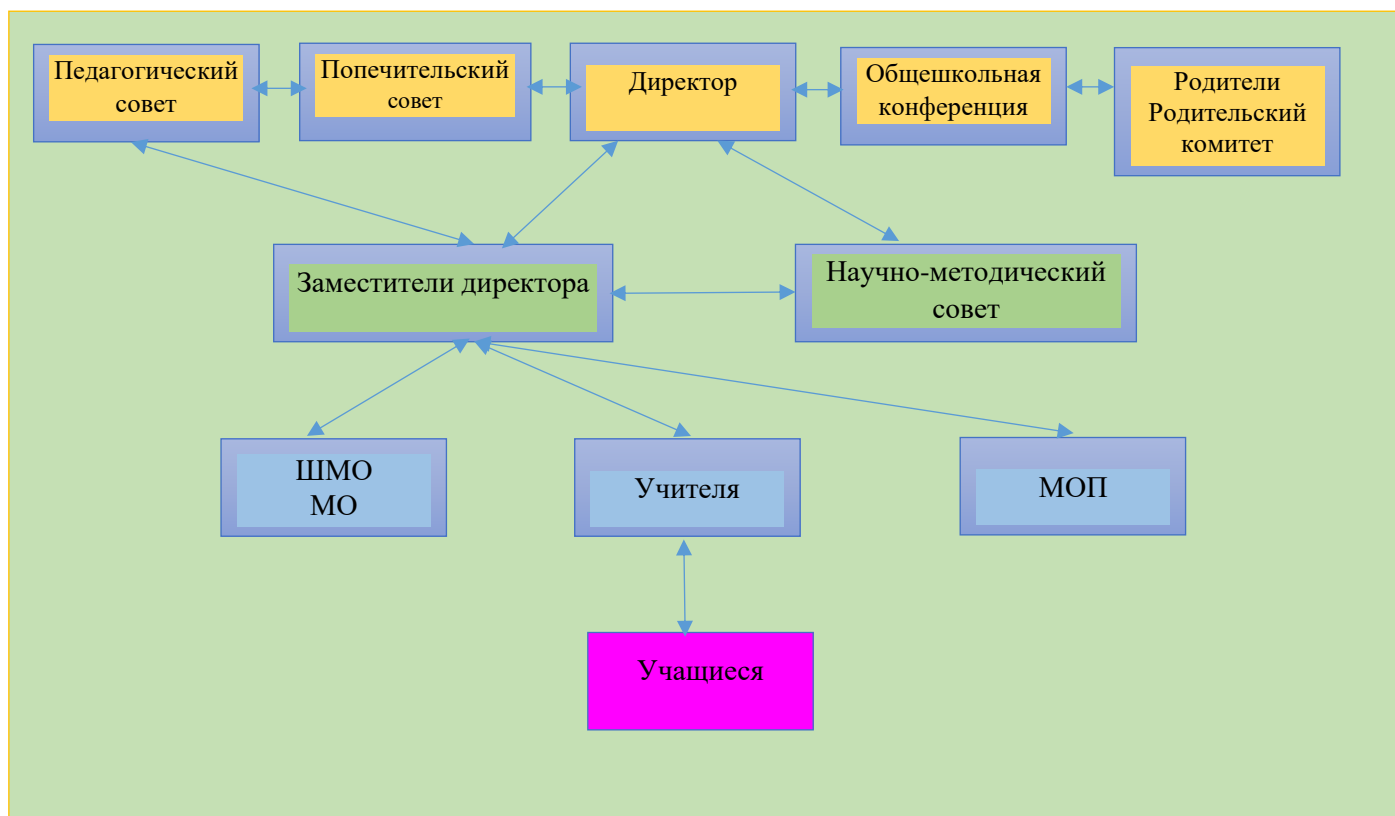 Педагогический
совет
Попечительский
совет
Директор
Общешкольная
конференция
Родители
Родительский
комитет
Заместители директора
Научно-методический
совет
ШМО
МО
Учителя
МОП
Учащиеся